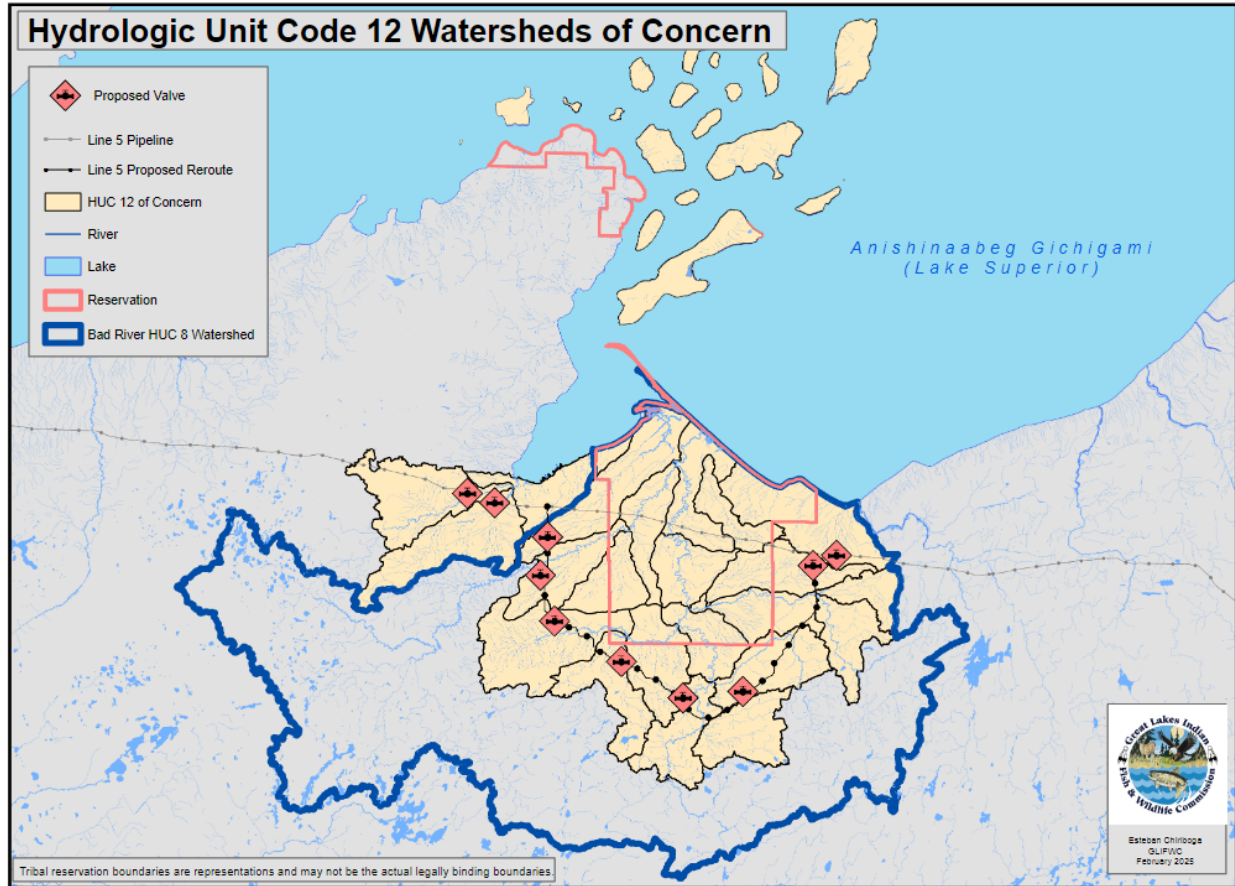 Hydrologic Unit Code 12 Watersheds of Concern
Proposed Valve
Line 5 Pipeline
Line 5 Proposed Reroute
HUC 12 of Concern
River
Lake
Reservation
Bad River HUC 8 Watershed
Anishinaabeg Gichigami
(Lake Superior)
Great Lakes Indian
Fish & Wildlife Commission
Esteban Chiriboga
GLIFWC
February 2025
Tribal reservation boundaries are representations and may not be the actual legally binding boundaries.